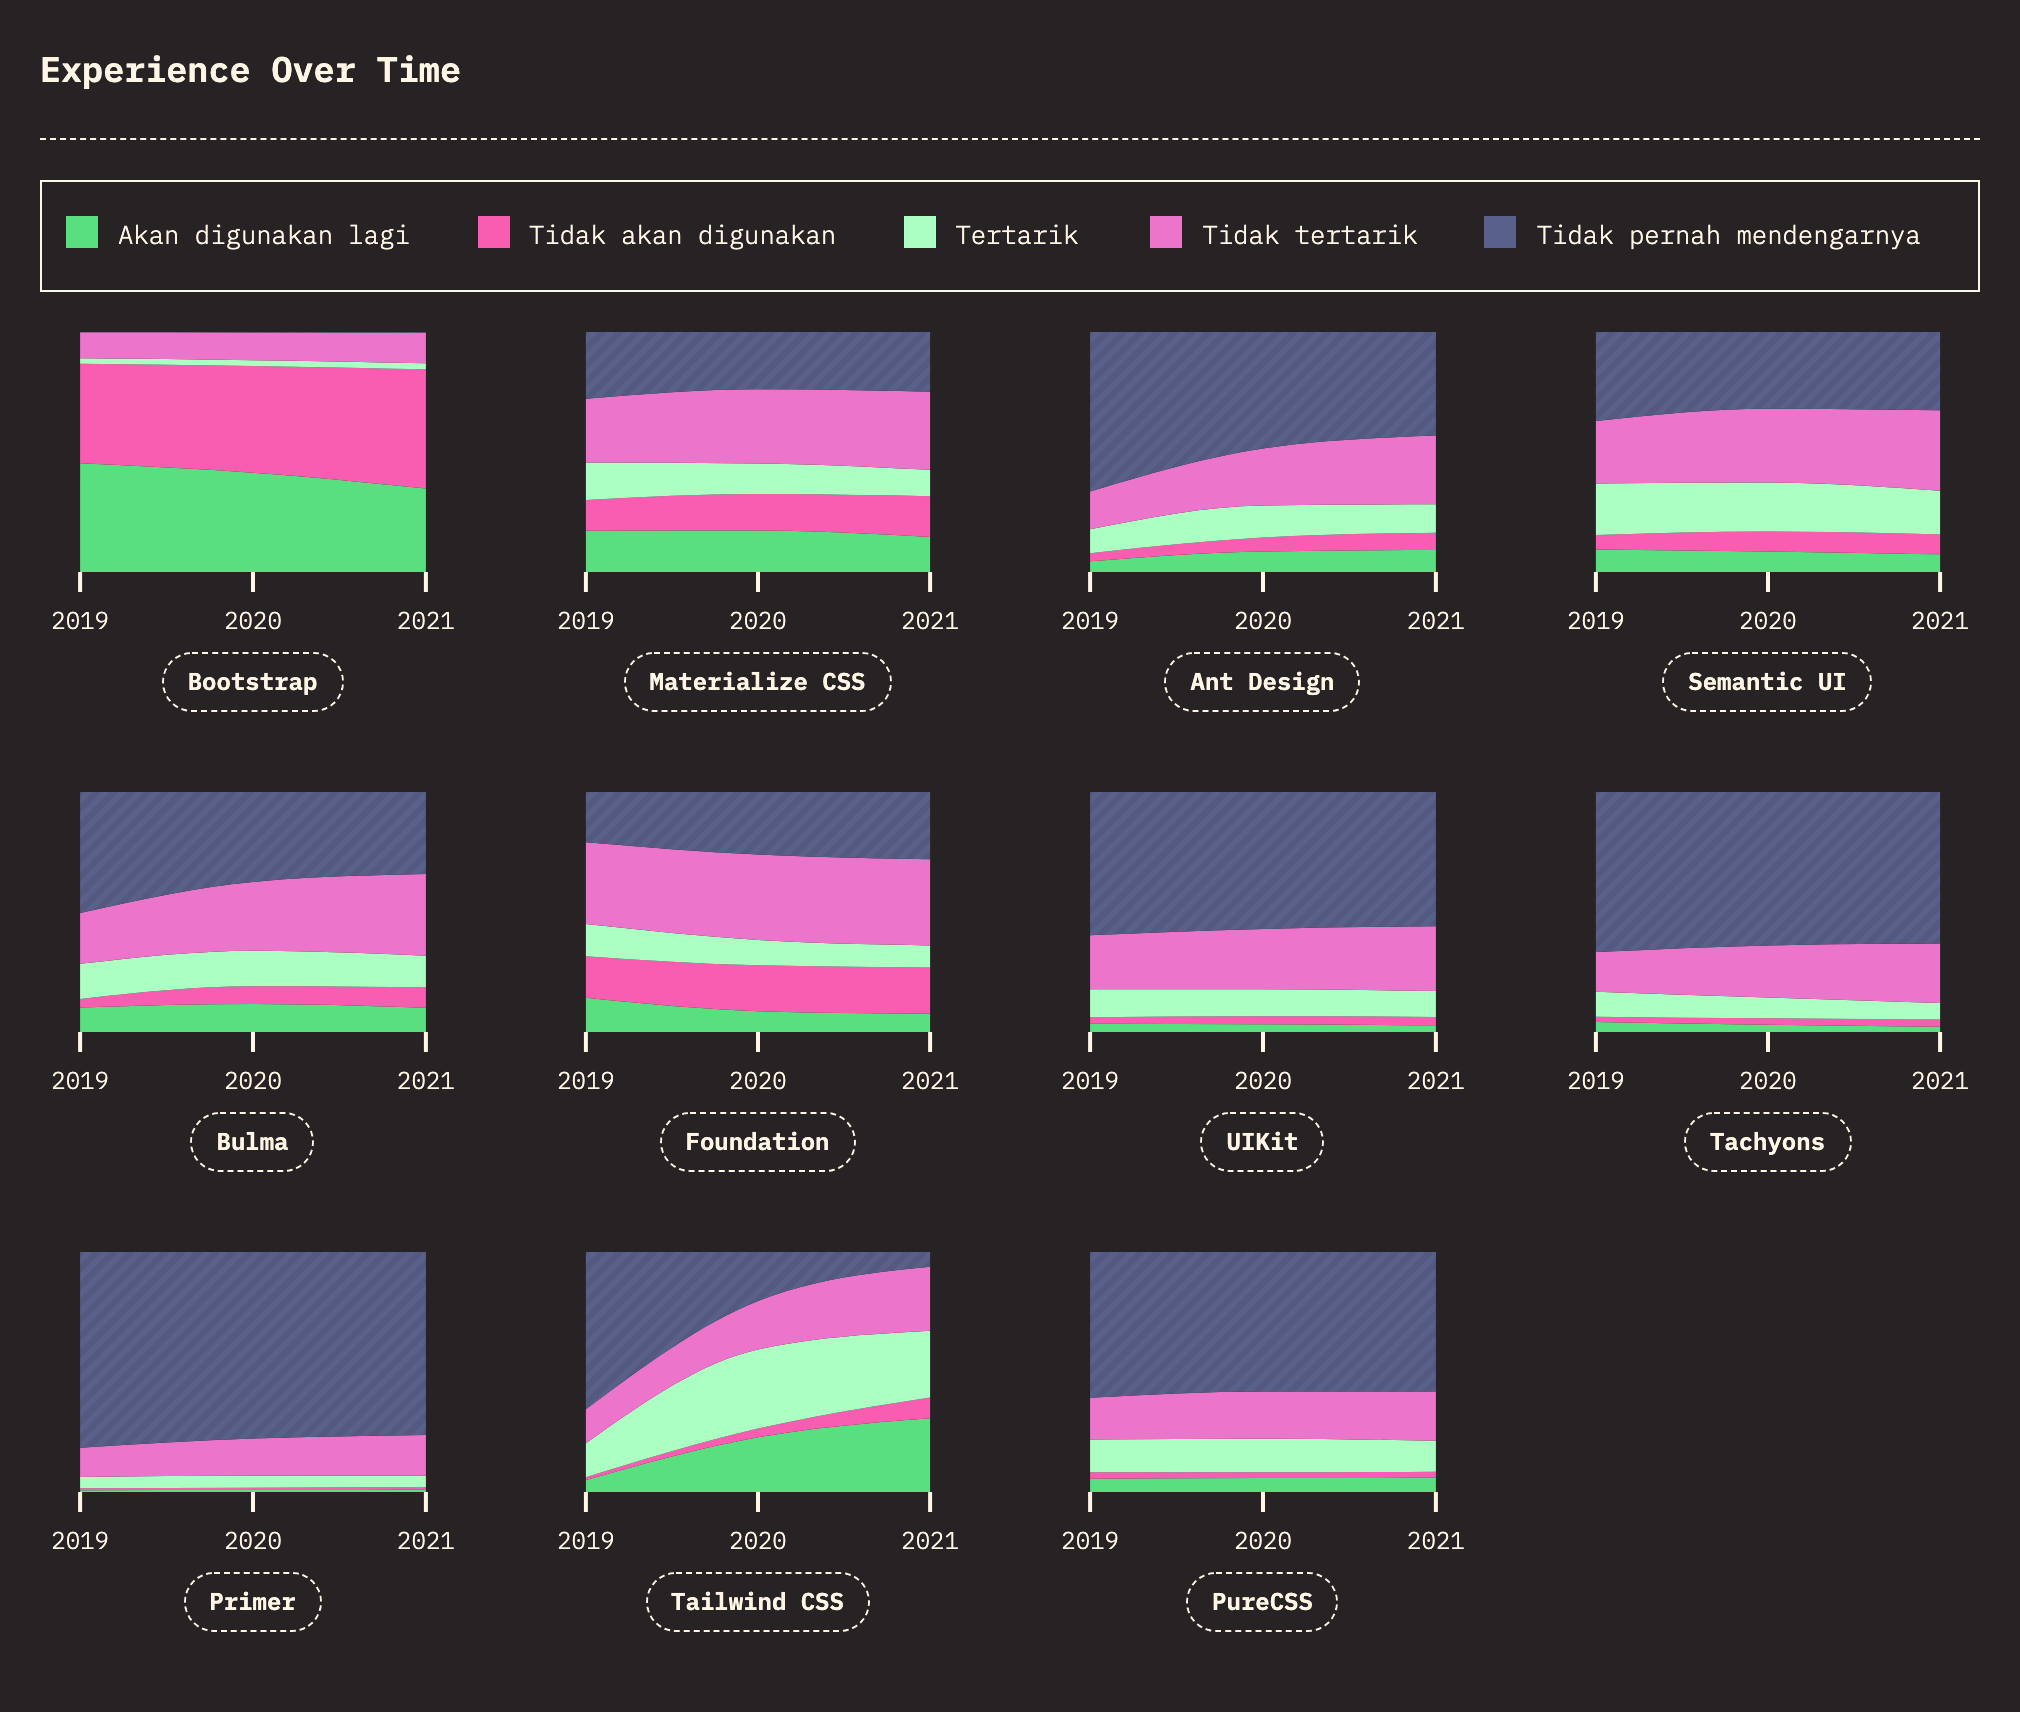 Experience Over Time
Akan digunakan lagi Tidak akan digunakan Tertarik Tidak tertarik Tidak pernah mendengarnya
2019 2020 2021
Bootstrap
2019 2020 2021
Materialize CSS
2019 2020 2021
Ant Design
2019 2020 2021
Semantic UI
2019 2020 2021
Bulma
2019 2020 2021
Foundation
2019 2020 2021
UIKit
2019 2020 2021
Tachyons
2019 2020 2021
Primer
2019 2020 2021
Tailwind CSS
2019 2020 2021
PureCSS